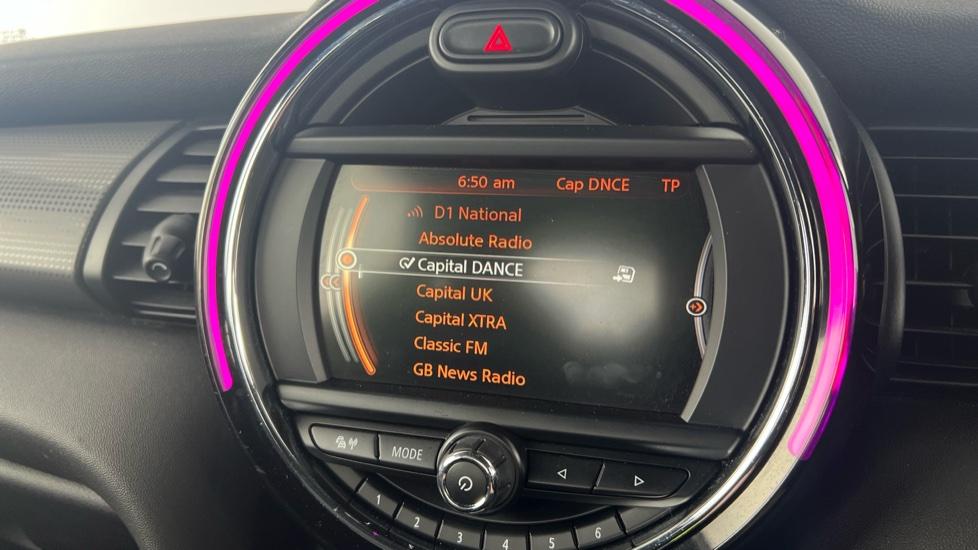 6:50 am Cap DNCE TP
D1 National
Absolute Radio
Capital DANCE
Capital UK
Capital XTRA
Classic FM
GB News Radio
MODE
1 2 3 4 5 6